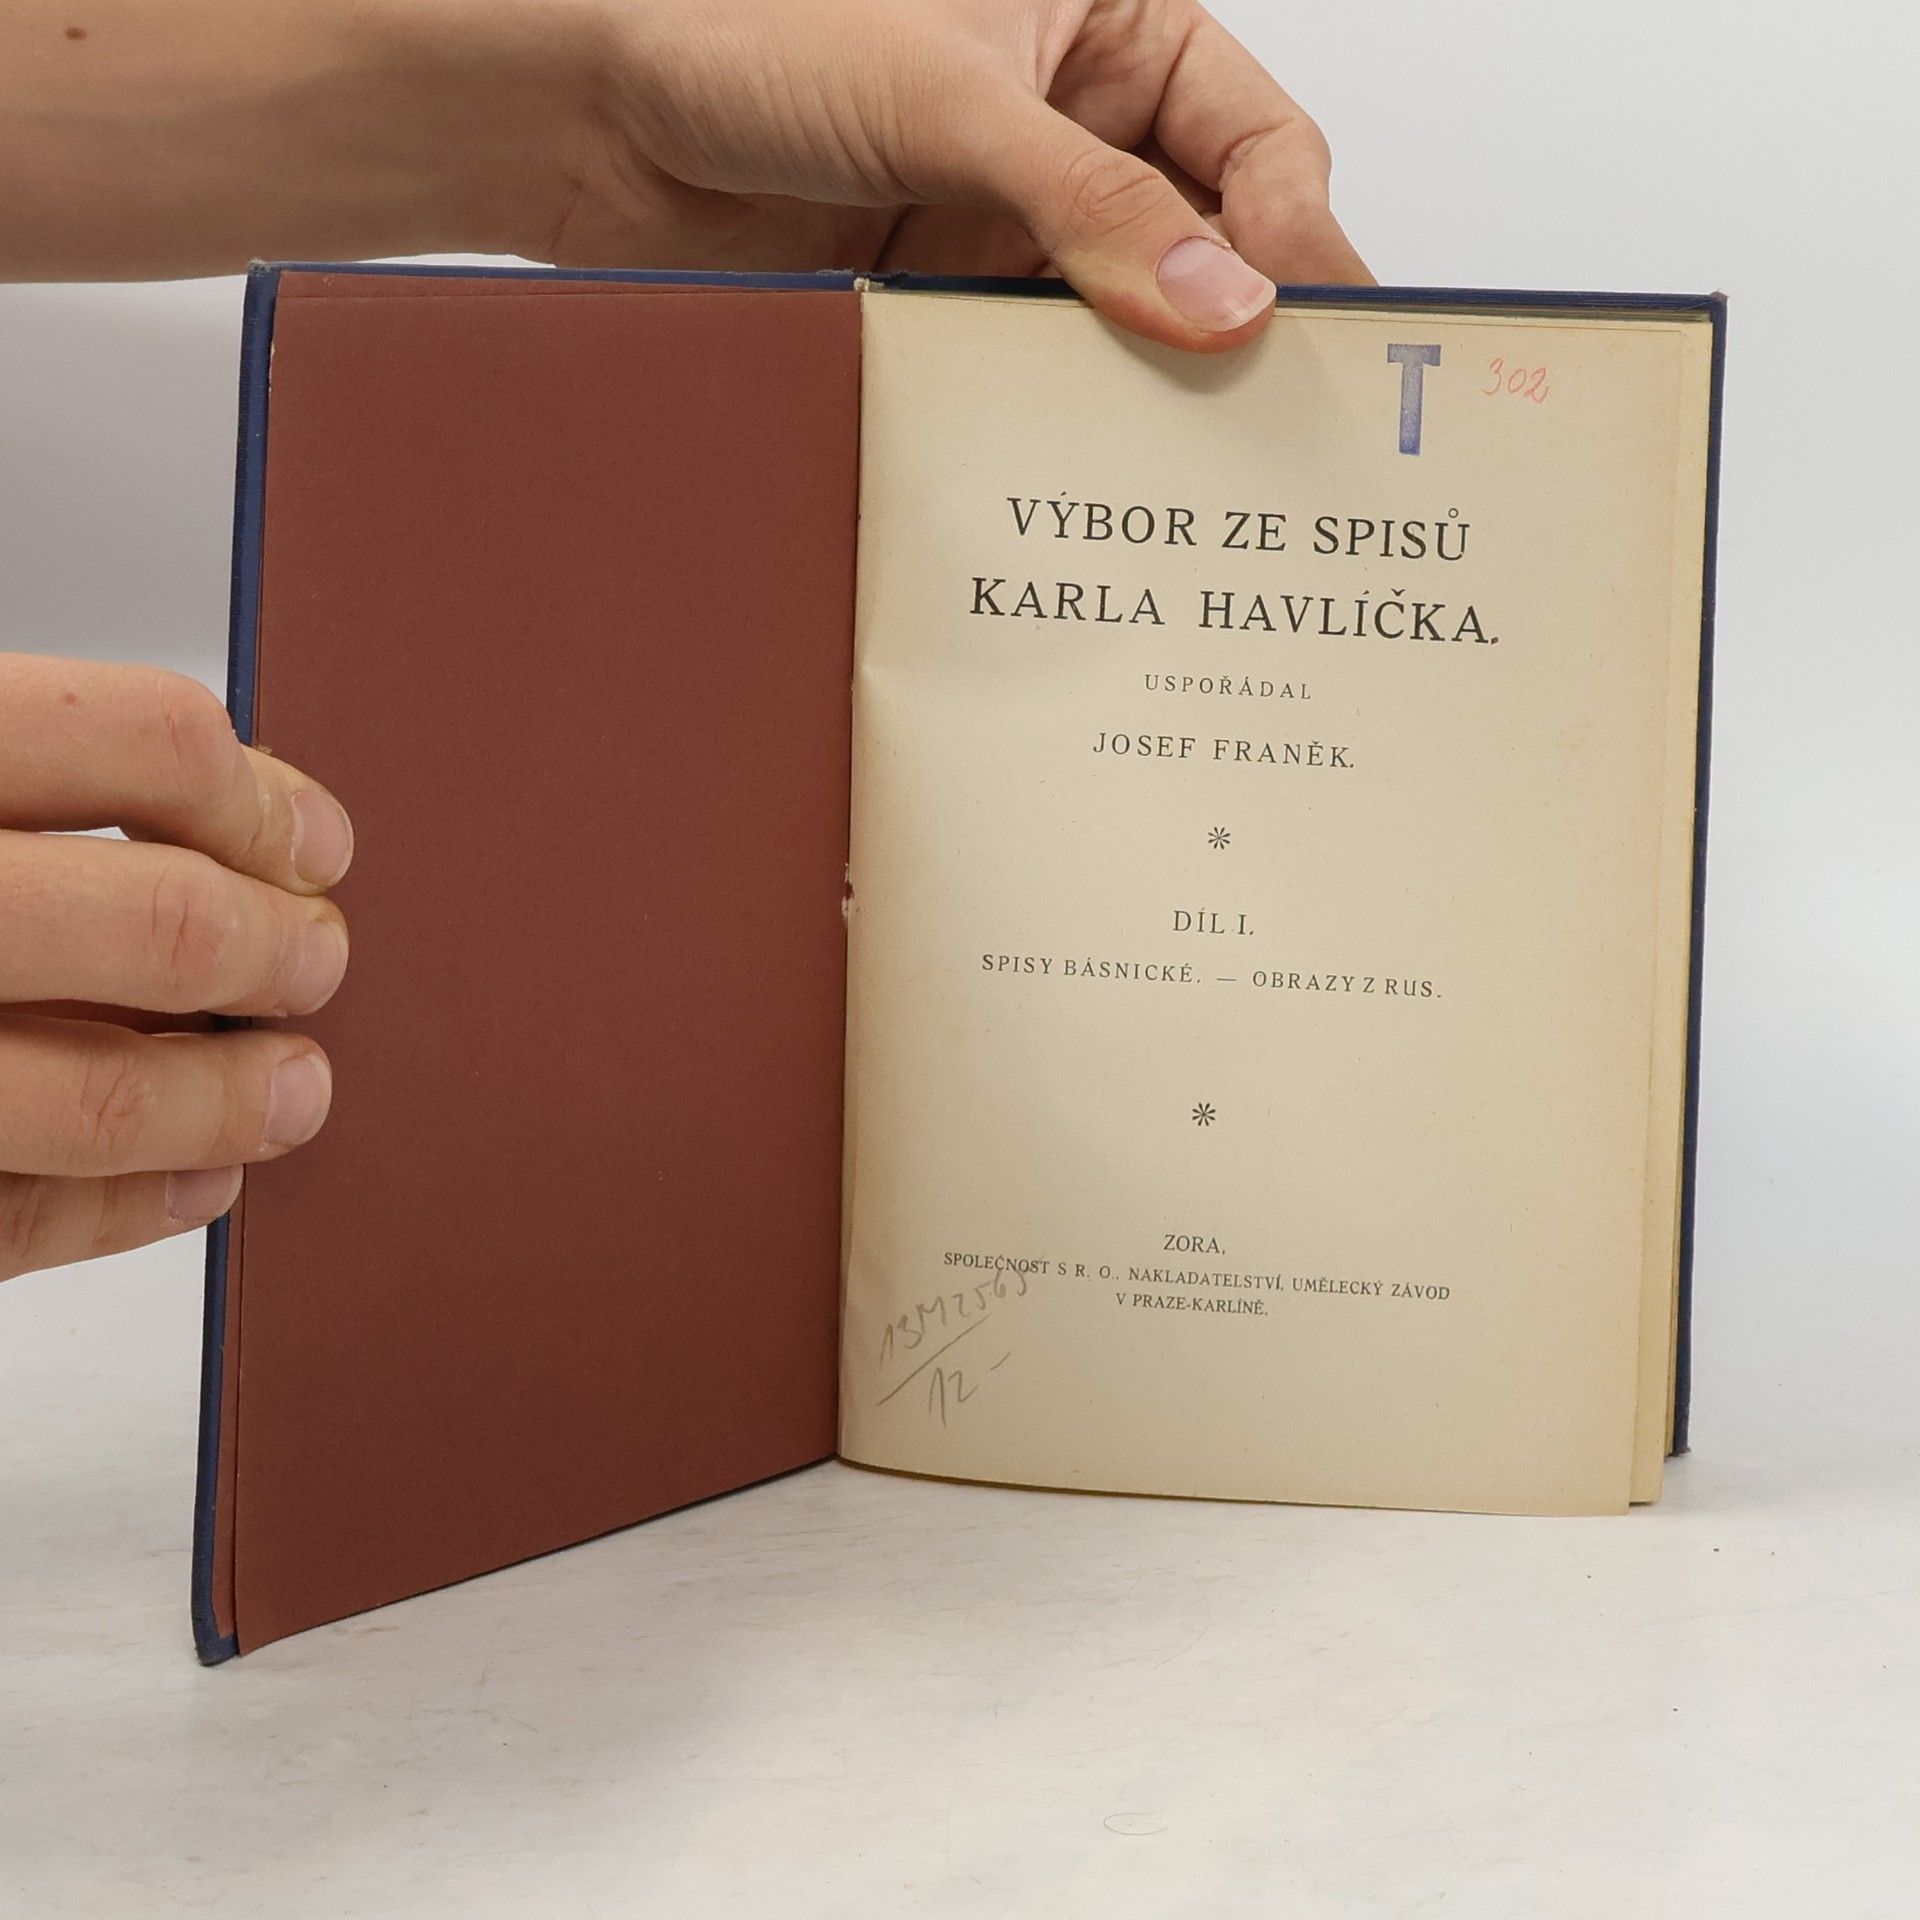 T 302
VÝBOR ZE SPISŮ
KARLA HAVLÍČKA.
USPOŘÁDAL
JOSEF FRANĚK.
*
DÍL I.
SPISY BÁSNICKÉ. — OBRAZY Z RUS.
*
ZORA,
SPOLEČNOST S R. O., NAKLADATELSTVÍ, UMĚLECKÝ ZÁVOD
V PRAZE-KARLÍNĚ.
12 -